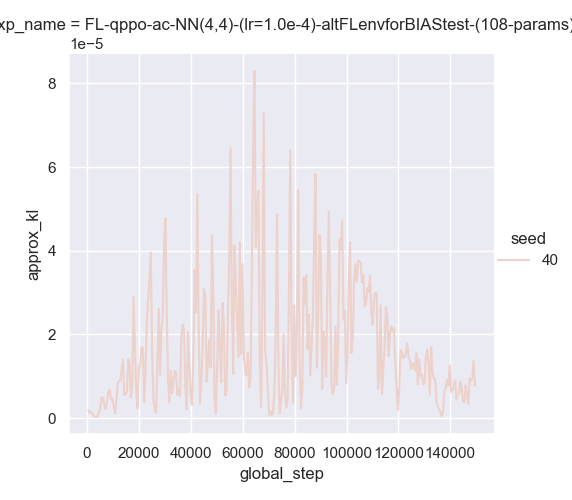 xp_name = FL-qppo-ac-NN(4,4)-(lr=1.0e-4)-altFLenvforBIAStest-(108-params)
1e−5
8
6
4
2
0
approx_kl
0
20000
40000
60000
80000
100000
120000
140000
global_step
seed
40